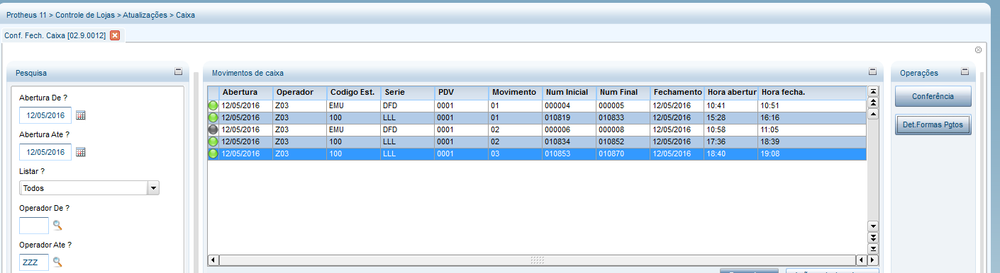 Protheus 11 > Controle de Lojas > Atualizações > Caixa
Conf. Fech. Caixa [02.9.0012]
Pesquisa
Abertura De ?
12/05/2016
Abertura Ate ?
12/05/2016
Listar ?
Todos
Operador De ?
Operador Ate ?
ZZZ
Movimentos de caixa
Abertura Operador Codigo Est. Serie PDV Movimento Num Inicial Num Final Fechamento Hora abertur Hora fecha.
12/05/2016 Z03 EMU DFD 0001 01 000004 000005 12/05/2016 10:41 10:51
12/05/2016 Z03 100 LLL 0001 01 010819 010833 12/05/2016 15:28 16:16
12/05/2016 Z03 EMU DFD 0001 02 000006 000008 12/05/2016 10:58 11:05
12/05/2016 Z03 100 LLL 0001 02 010834 010852 12/05/2016 17:36 18:39
12/05/2016 Z03 100 LLL 0001 03 010853 010870 12/05/2016 18:40 19:08
Operações
Conferência
Det.Formas Pgtos